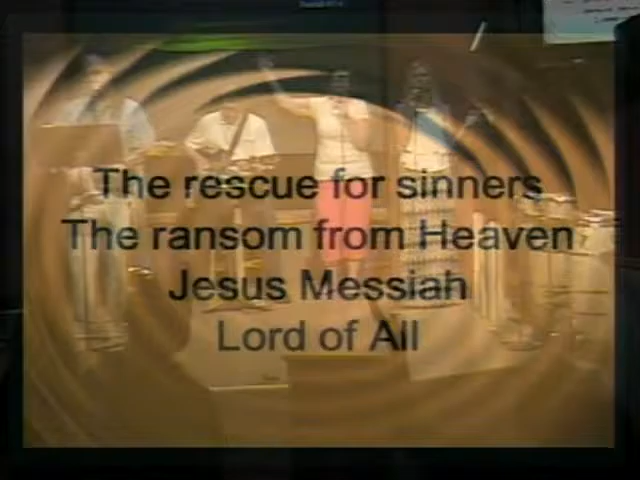 The rescue for sinners
The ransom from Heaven
Jesus Messiah
Lord of All